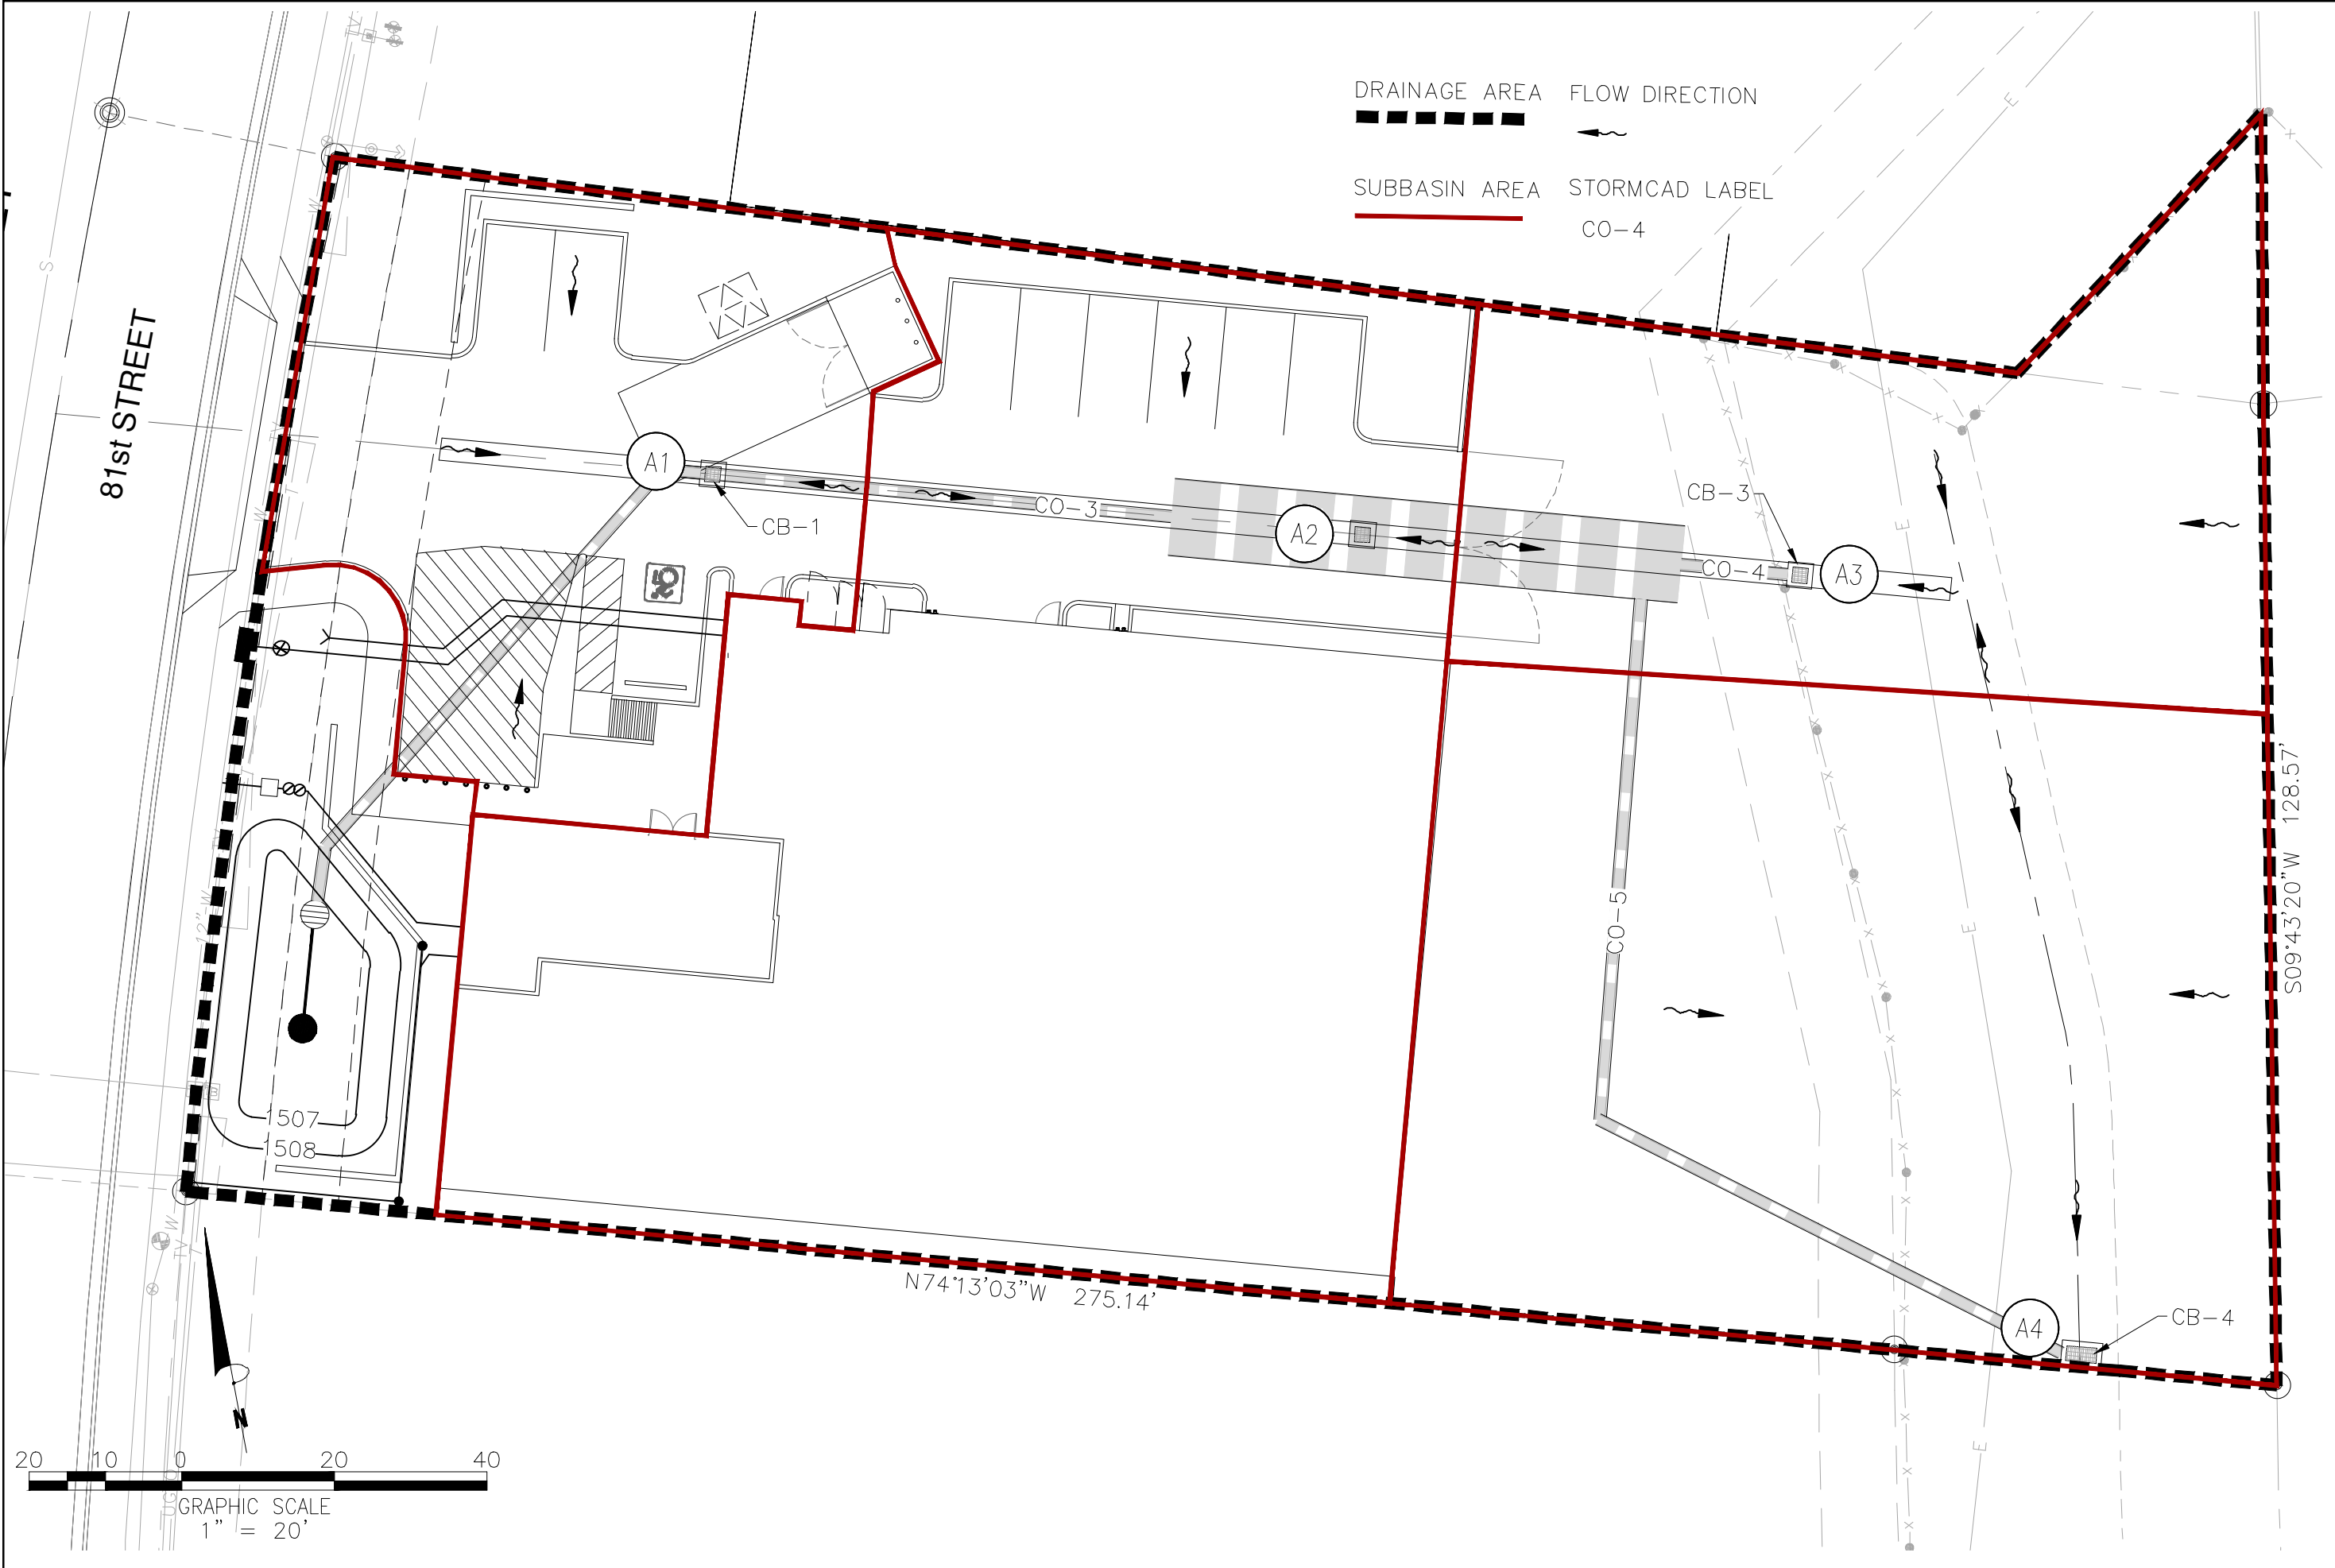 DRAINAGE AREA FLOW DIRECTION
SUBBASIN AREA STORMCAD LABEL
CO-4
81st STREET
S
W
E
A1
CB-1
CO-3
A2
CB-3
CO-4
A3
W
E
CO-5
12" W
E
S09°43'20"W 128.57'
1507
1508
N74°13'03"W 275.14'
A4
CB-4
W
TV
N
E
20 10 0 20 40
GRAPHIC SCALE
1" = 20'